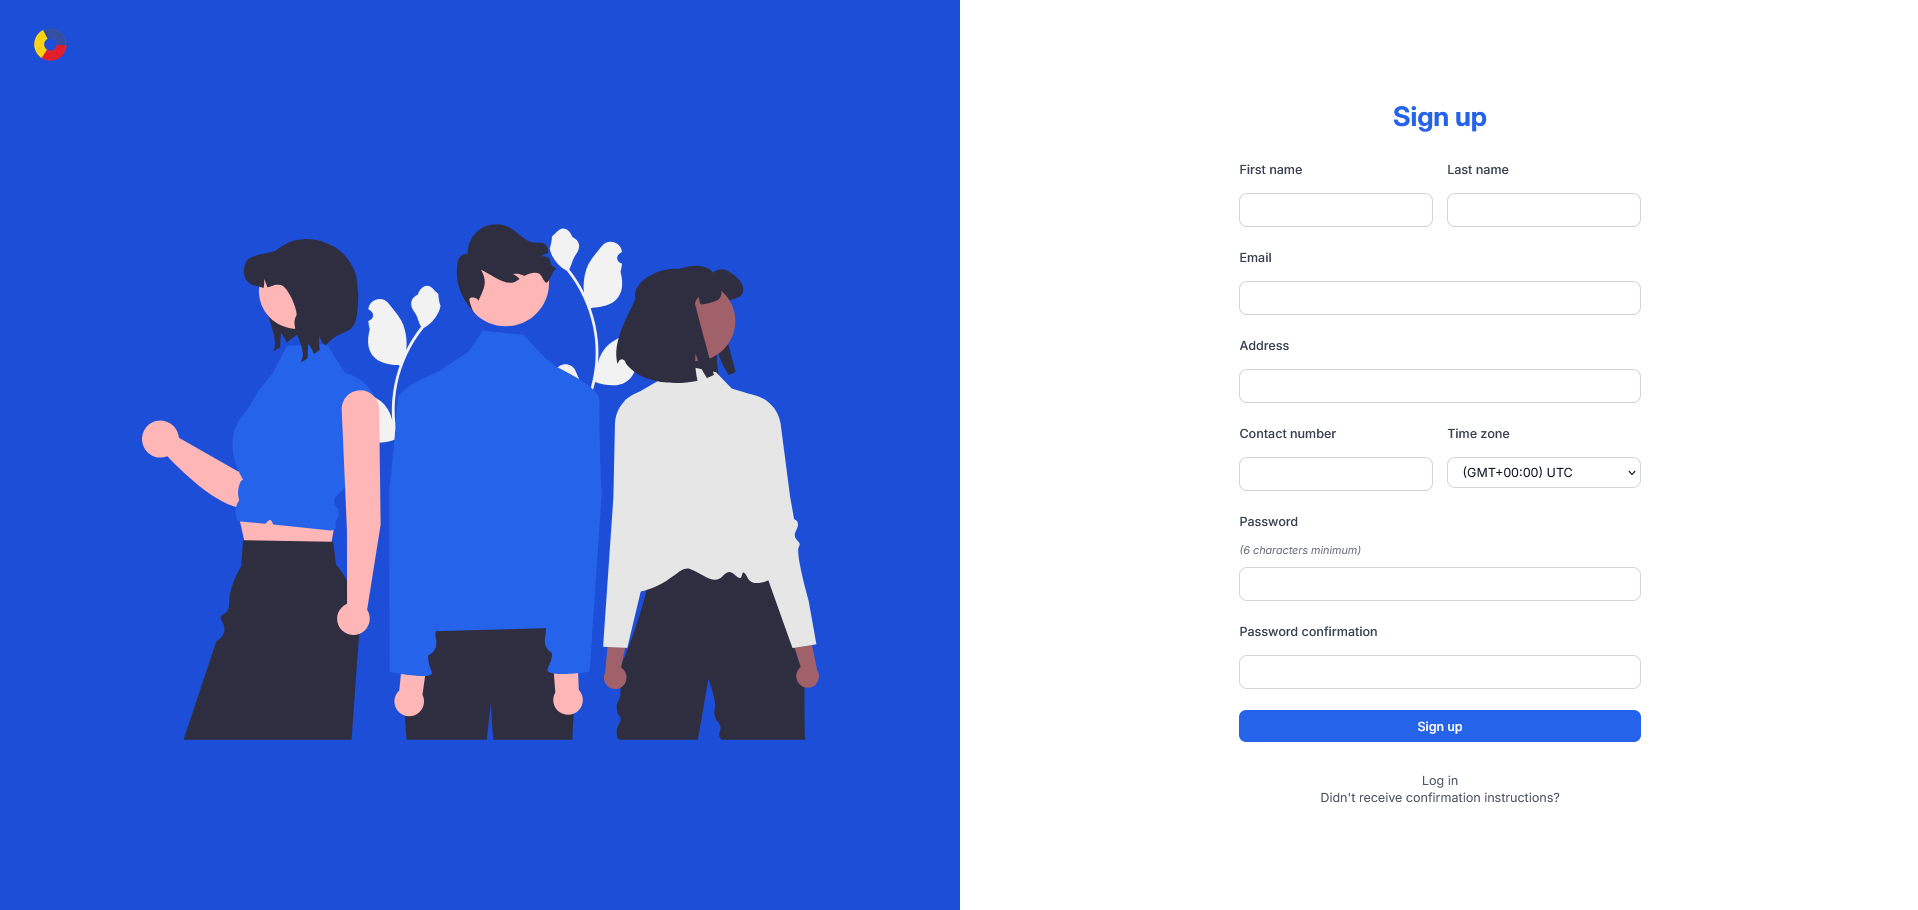 Sign up
First name
Last name
Email
Address
Contact number
Time zone
(GMT+00:00) UTC
Password
(6 characters minimum)
Password confirmation
Sign up
Log in
Didn't receive confirmation instructions?